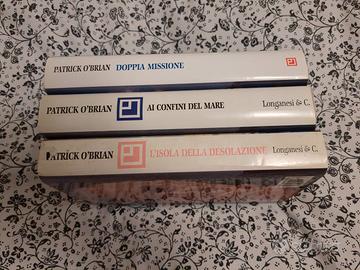 PATRICK O'BRIAN DOPPIA MISSIONE
PATRICK O'BRIAN AI CONFINI DEL MARE Longanesi & C.
PATRICK O'BRIAN L'ISOLA DELLA DESOLAZIONE Longanesi & C.